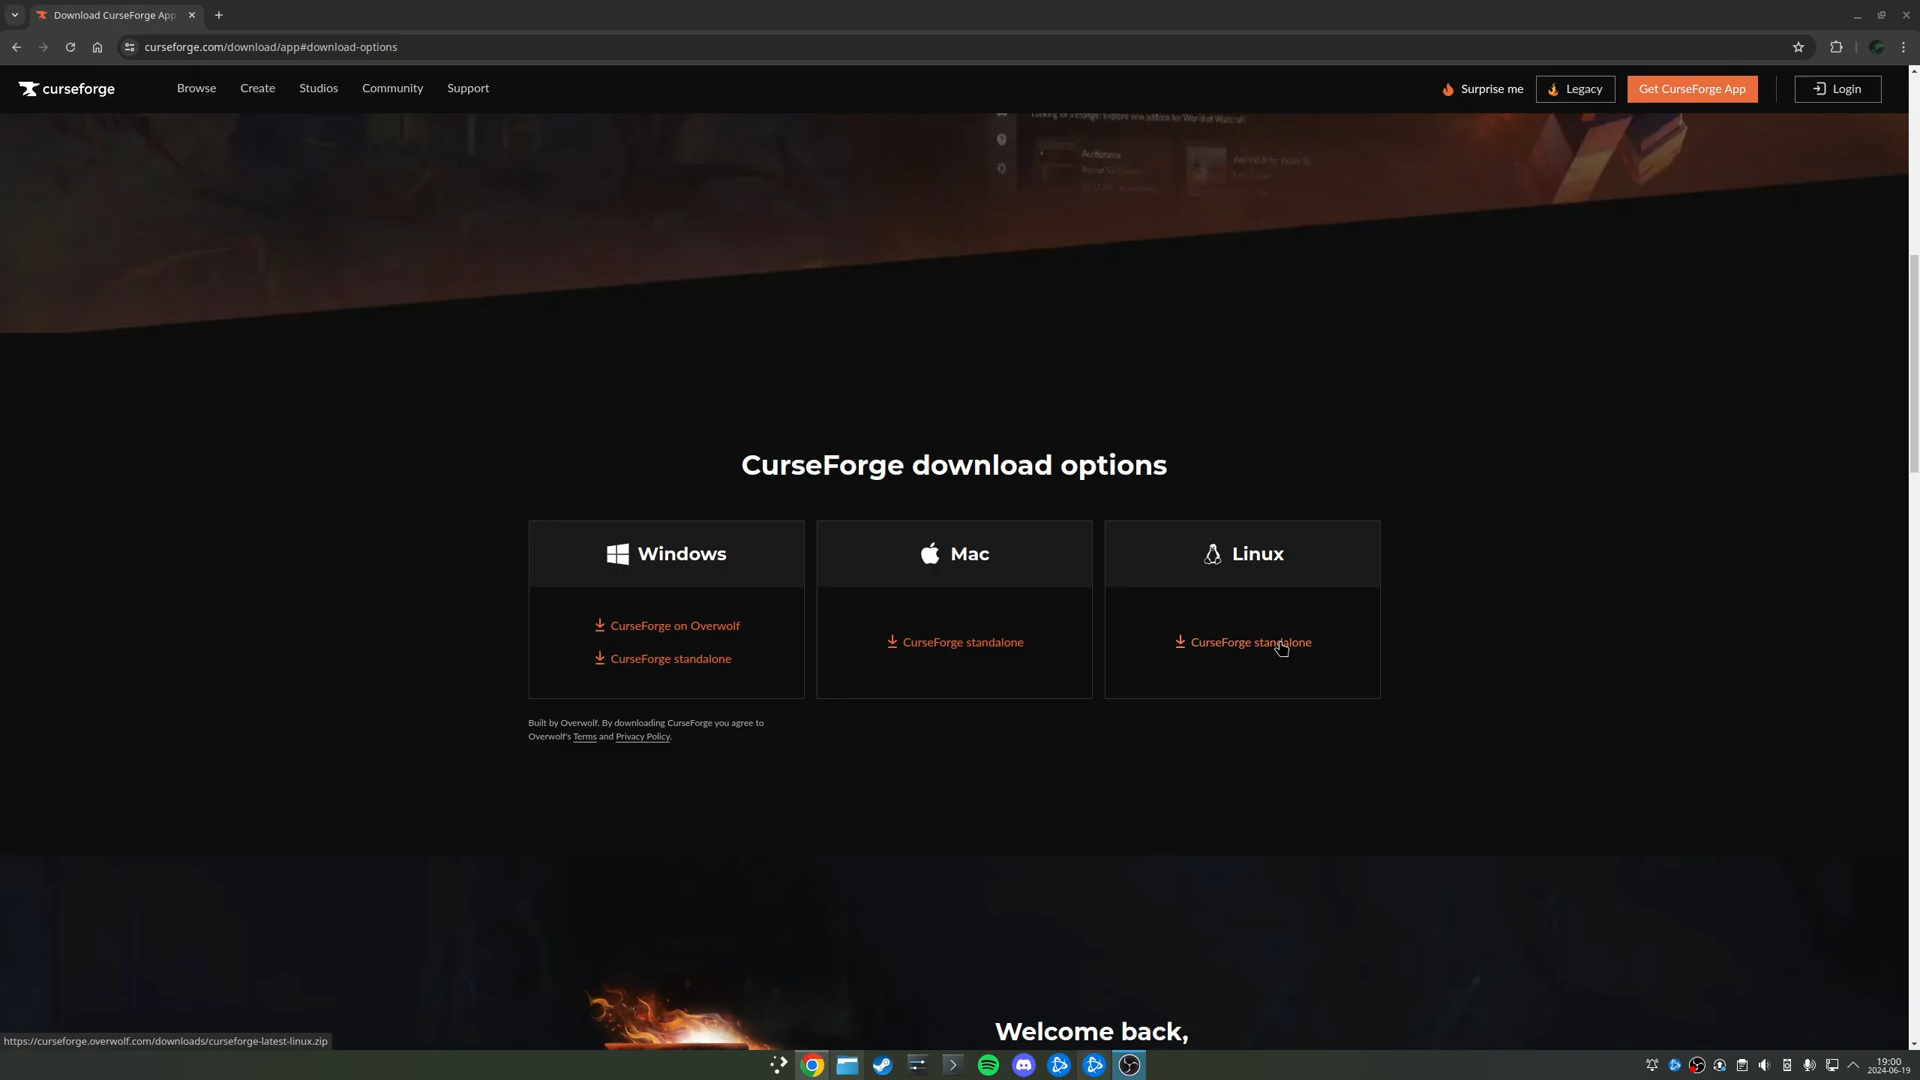 Download CurseForge App
curseforge.com/download/app#download-options
curseforge
Browse
Create
Studios
Community
Support
Surprise me
Legacy
Get CurseForge App
Login
Auctionator
CurseForge download options
Windows
Mac
Linux
CurseForge on Overwolf
CurseForge standalone
CurseForge standalone
CurseForge standalone
Built by Overwolf. By downloading CurseForge you agree to
Overwolf's Terms and Privacy Policy.
Welcome back,
https://curseforge.overwolf.com/downloads/curseforge-latest-linux.zip
19:00
2024-06-19